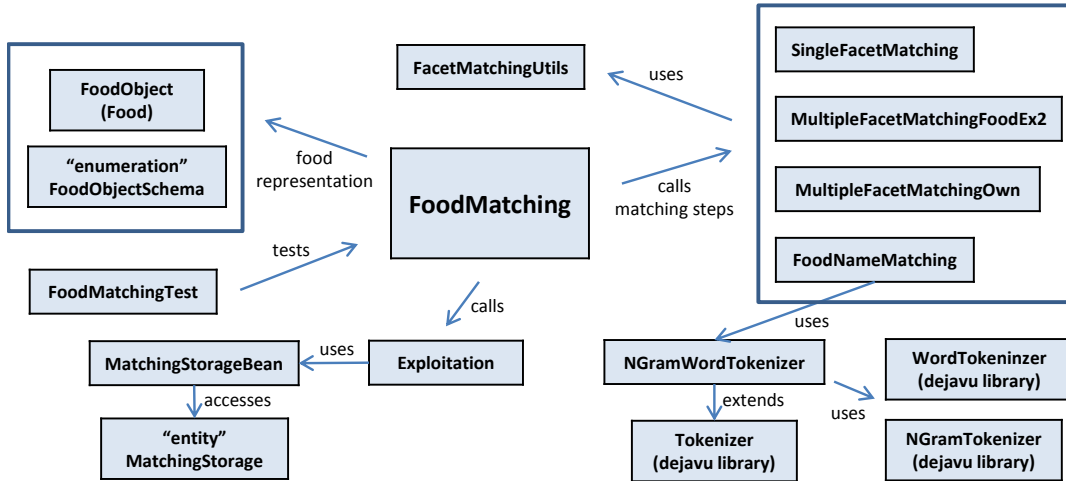 FoodObject
(Food)
“enumeration”
FoodObjectSchema
FacetMatchingUtils
uses
SingleFacetMatching
MultipleFacetMatchingFoodEx2
MultipleFacetMatchingOwn
FoodNameMatching
food
representation
FoodMatching
calls
matching steps
tests
FoodMatchingTest
calls
uses
MatchingStorageBean
uses
Exploitation
NGramWordTokenizer
WordTokeninzer
(dejavu library)
accesses
extends
uses
“entity”
MatchingStorage
Tokenizer
(dejavu library)
NGramTokenizer
(dejavu library)